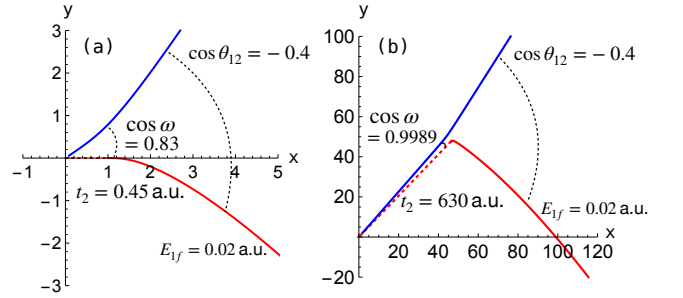 y
3
2
1
-1
-2
-3
-1
1
2
3
4
5
x
(a)
cos θ₁₂ = − 0.4
cos ω
= 0.83
t₂ = 0.45 a.u.
E₁f = 0.02 a.u.
y
100
80
60
40
20
-20
20
40
60
80
100
120
x
(b)
cos θ₁₂ = − 0.4
cos ω
= 0.9989
t₂ = 630 a.u.
E₁f = 0.02 a.u.